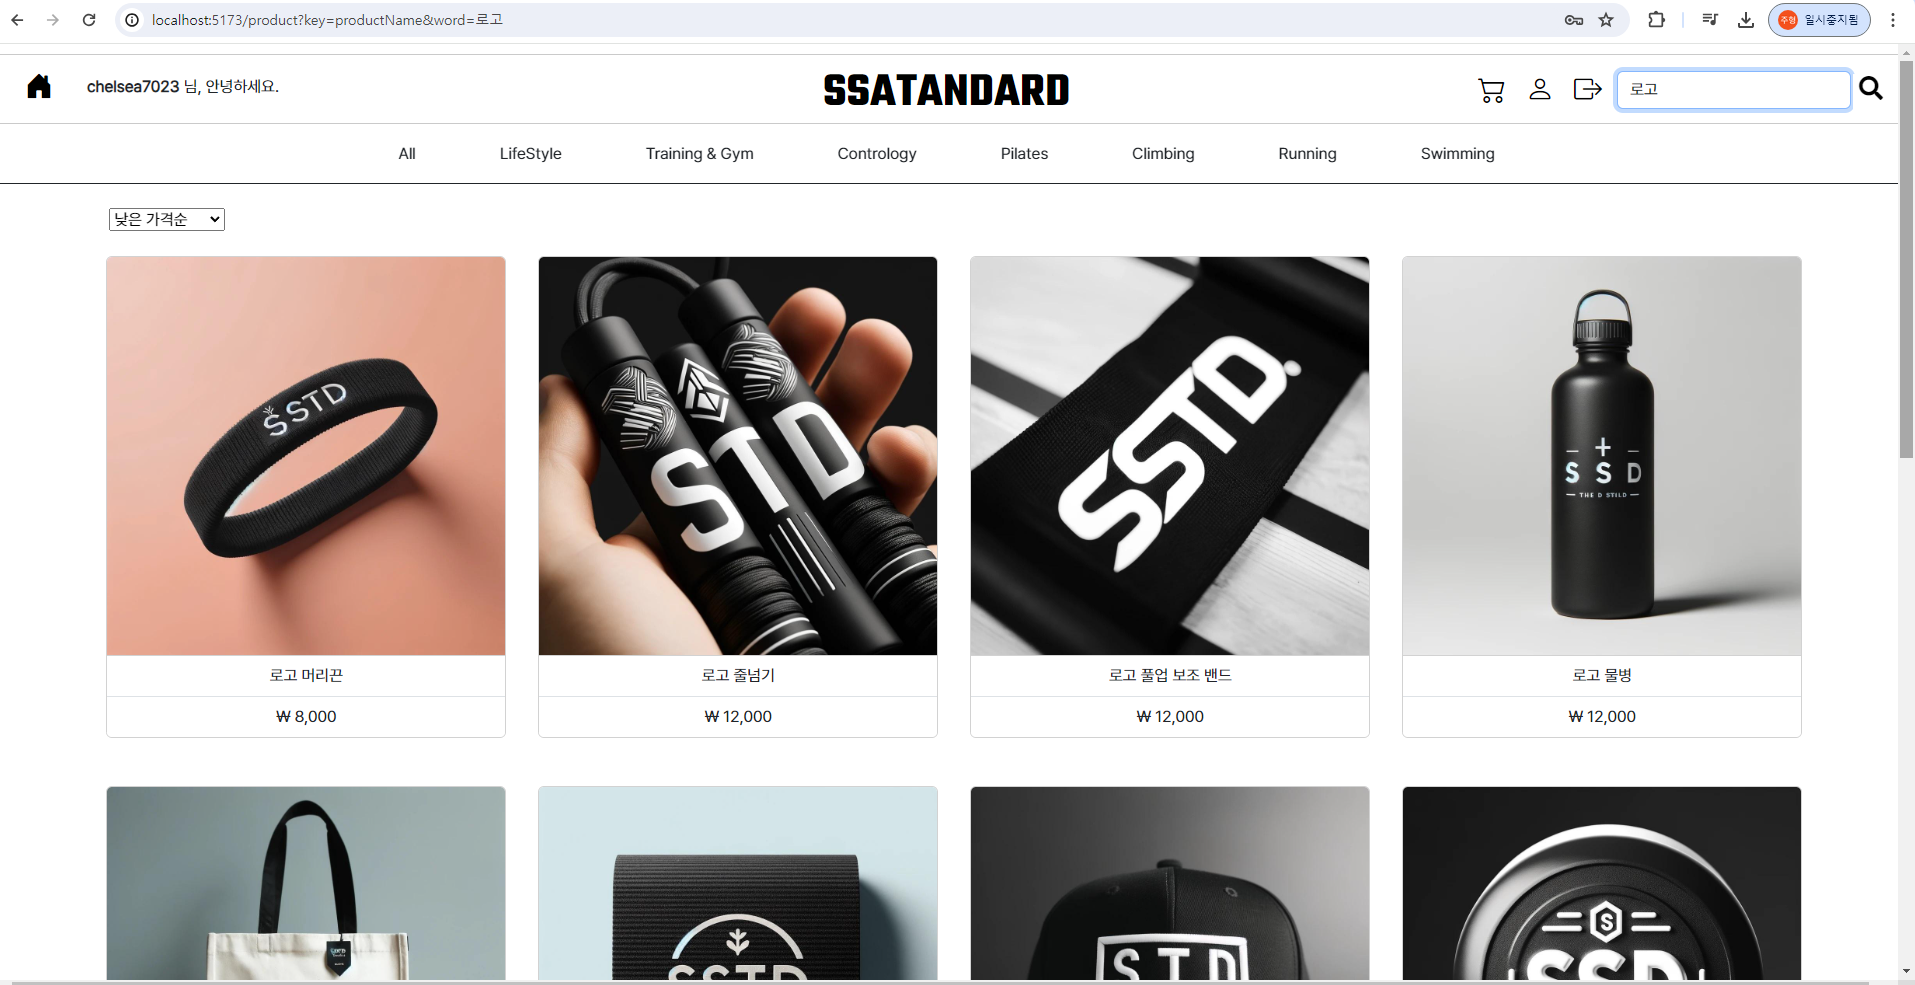 localhost:5173/product?key=productName&word=로고
주형 일시중지됨
chelsea7023 님, 안녕하세요.
SSATANDARD
로고
All LifeStyle Training & Gym Contrology Pilates Climbing Running Swimming
낮은 가격순
SSTD
STD
SSTD.
S S D
THE D STILD
로고 머리끈
로고 줄넘기
로고 풀업 보조 밴드
로고 물병
₩ 8,000
₩ 12,000
₩ 12,000
₩ 12,000
SSTD
STD
S
SSD